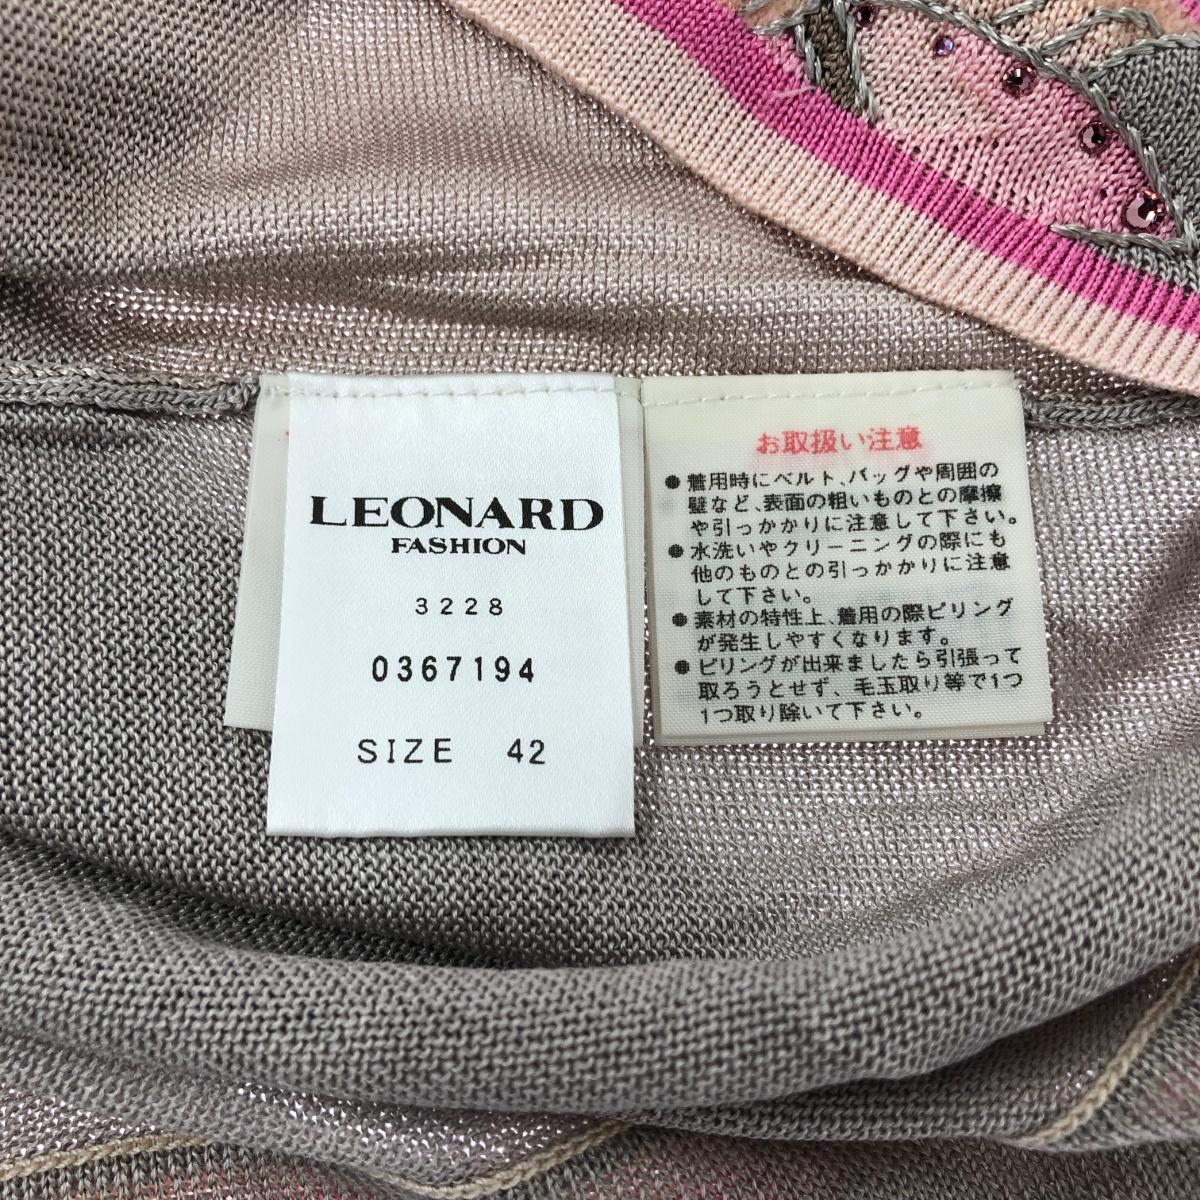 LEONARD
FASHION
3228
0367194
SIZE 42
お取扱い注意
●着用時にベルト、バッグや周囲の
壁など、表面の粗いものとの摩擦
や引っかかりに注意して下さい。
●水洗いやクリーニングの際にも
他のものとの引っかかりに注意
して下さい。
●素材の特性上、着用の際ピリング
が発生しやすくなります。
●ピリングが出来ましたら引張って
取ろうとせず、毛玉取り等で1つ
1つ取り除いて下さい。